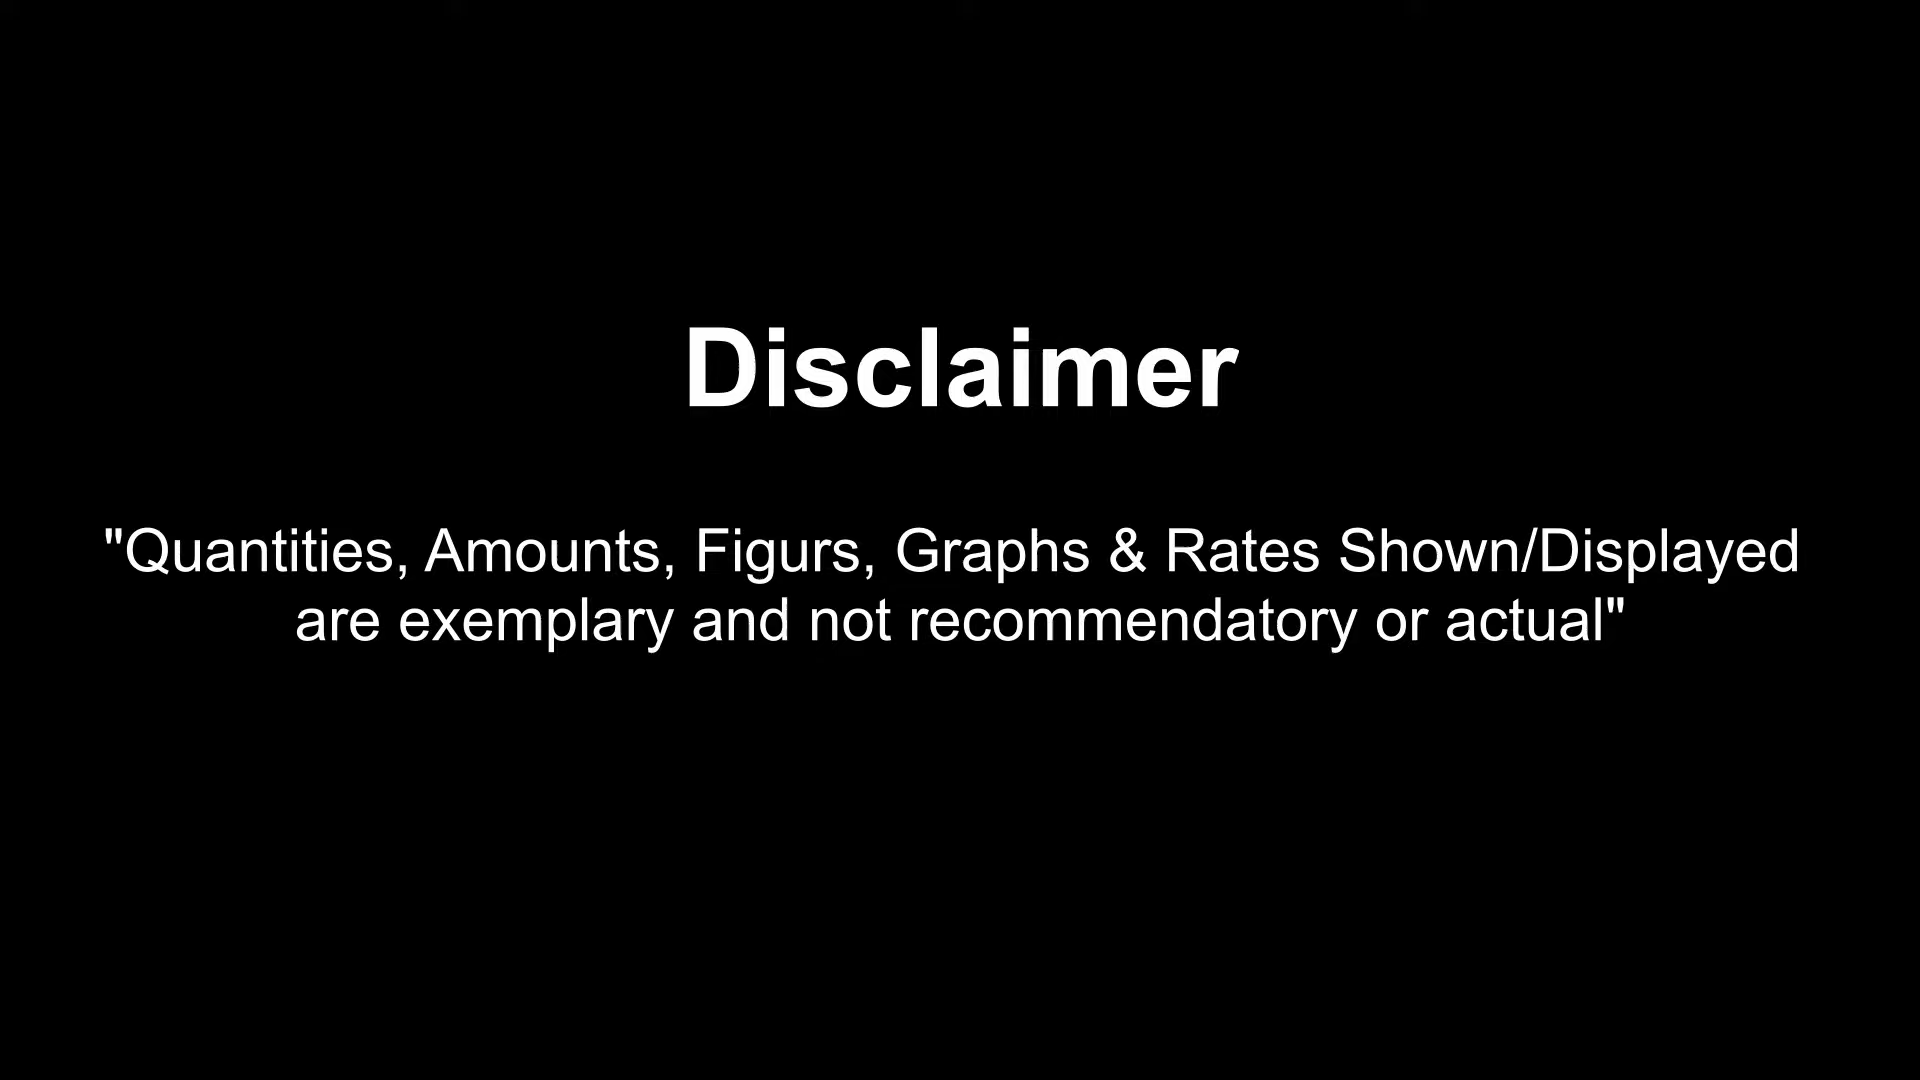 Disclaimer
"Quantities, Amounts, Figurs, Graphs & Rates Shown/Displayed
are exemplary and not recommendatory or actual"